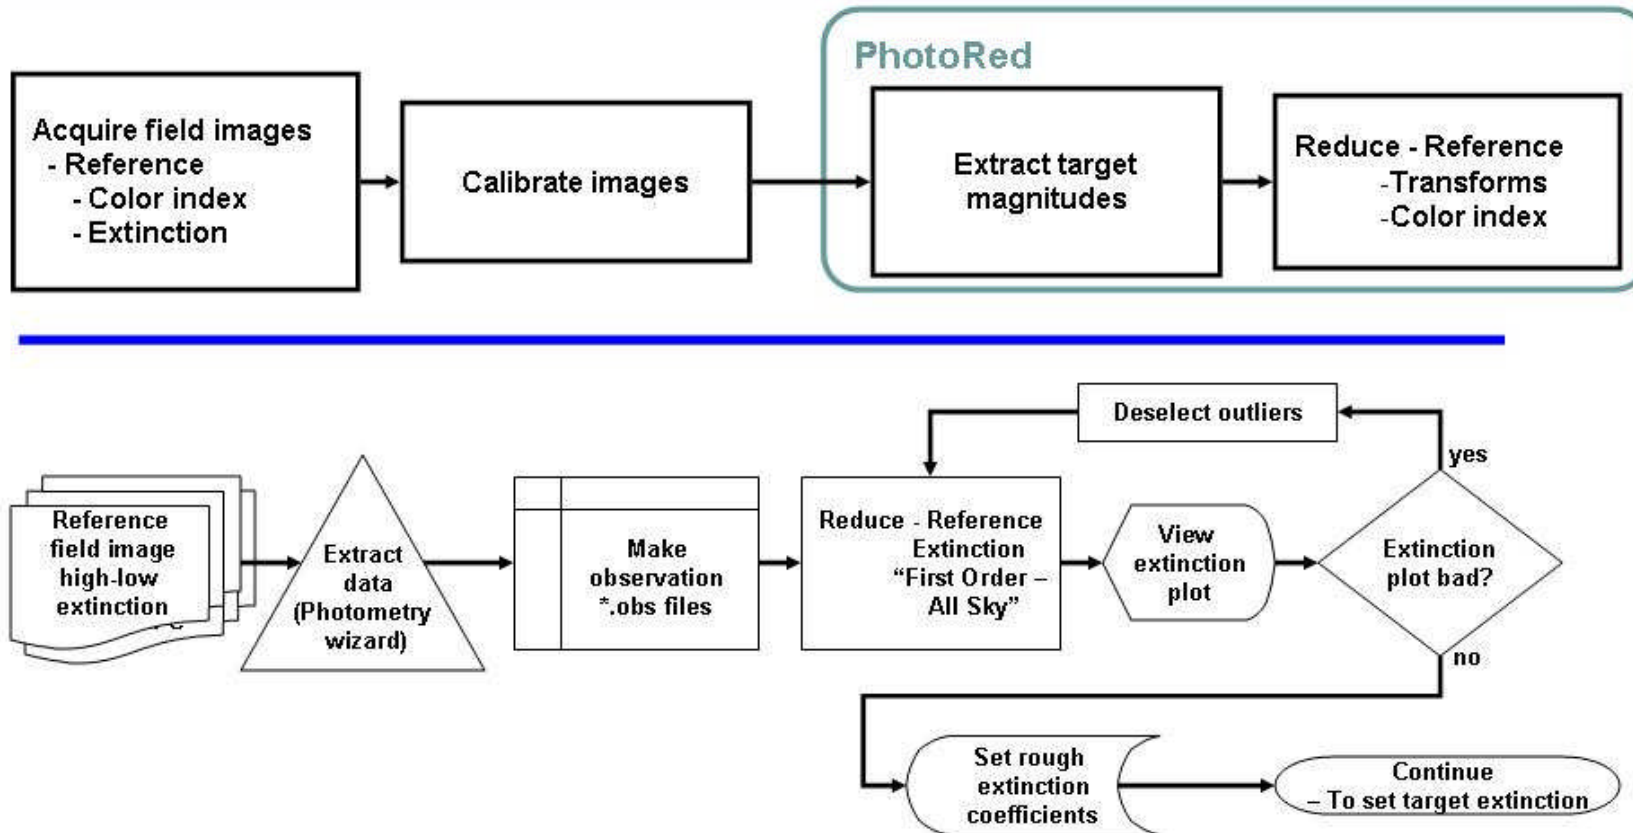 PhotoRed
Acquire field images
- Reference
- Color index
- Extinction
Calibrate images
Extract target
magnitudes
Reduce - Reference
-Transforms
-Color index
Deselect outliers
yes
Reference
field image
high-low
extinction
Extract
data
(Photometry
wizard)
Make
observation
*.obs files
Reduce - Reference
Extinction
“First Order –
All Sky”
View
extinction
plot
Extinction
plot bad?
no
Set rough
extinction
coefficients
Continue
– To set target extinction